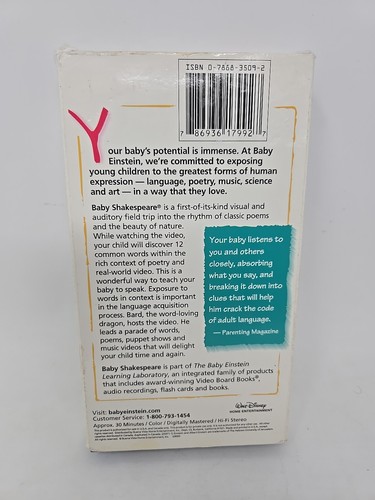 ISBN 0-7888-3509-2
7 86936 17992 7
Your baby's potential is immense. At Baby
Einstein, we're committed to exposing
young children to the greatest forms of human
expression — language, poetry, music, science
and art — in a way that they love.
Baby Shakespeare® is a first-of-its-kind visual and
auditory field trip into the rhythm of classic poems
and the beauty of nature.
While watching the video,
your child will discover 12
common words within the
rich context of poetry and
real-world video. This is a
wonderful way to teach your
baby to speak. Exposure to
words in context is important
in the language acquisition
process. Bard, the word-loving
dragon, hosts the video. He
leads a parade of words,
poems, puppet shows and
music videos that will delight
your child time and again.
Your baby listens to
you and others
closely, absorbing
what you say, and
breaking it down into
clues that will help
him crack the code
of adult language.
— Parenting Magazine
Baby Shakespeare is part of The Baby Einstein
Learning Laboratory, an integrated family of products
that includes award-winning Video Board Books®,
audio recordings, flash cards and books.
Visit: babyeinstein.com
Customer Service: 1-800-793-1454
Approx. 30 Minutes / Color / Digitally Mastered / Hi-Fi
Walt Disney
HOME ENTERTAINMENT